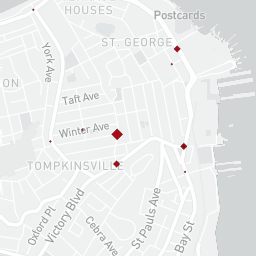 HOUSES
Postcards
York Ave
ST. GEORGE
ON
Taft Ave
Winter Ave
TOMPKINSVILLE
Oxford Pl
Victory Blvd
Cebra Ave
St Pauls Ave
Bay St